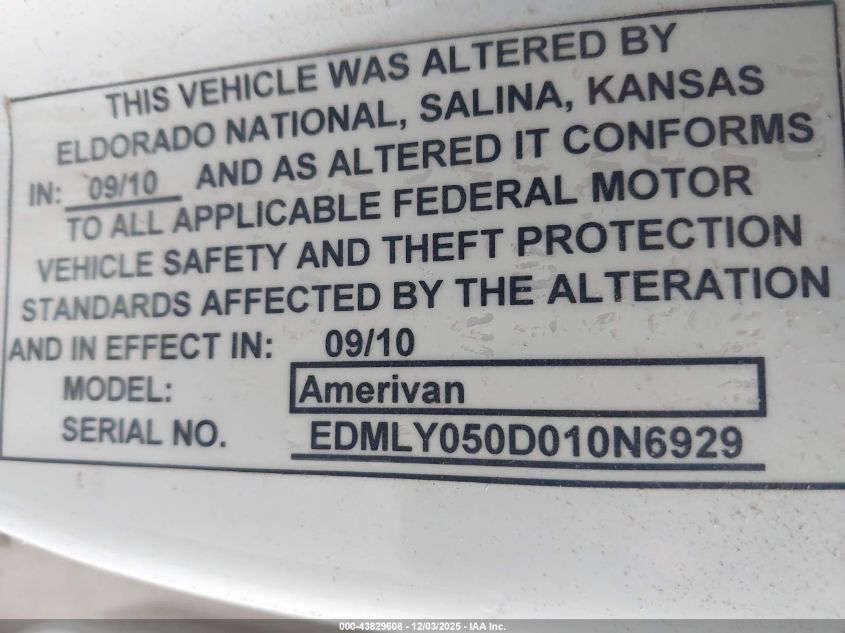 THIS VEHICLE WAS ALTERED BY
ELDORADO NATIONAL, SALINA, KANSAS
IN: 09/10 AND AS ALTERED IT CONFORMS
TO ALL APPLICABLE FEDERAL MOTOR
VEHICLE SAFETY AND THEFT PROTECTION
STANDARDS AFFECTED BY THE ALTERATION
AND IN EFFECT IN: 09/10
MODEL: Amerivan
SERIAL NO. EDMLY050D010N6929
000-43829608 - 12/03/2025 - IAA Inc.